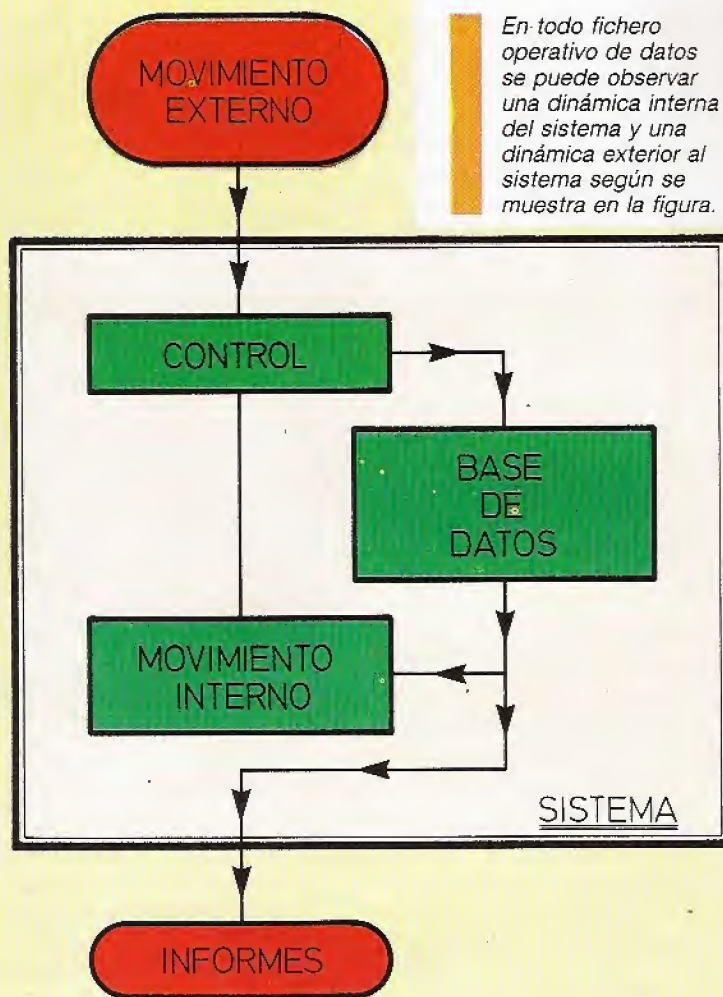 MOVIMIENTO
EXTERNO
En todo fichero
operativo de datos
se puede observar
una dinámica interna
del sistema y una
dinámica exterior al
sistema según se
muestra en la figura.
CONTROL
BASE
DE
DATOS
MOVIMIENTO
INTERNO
SISTEMA
INFORMES